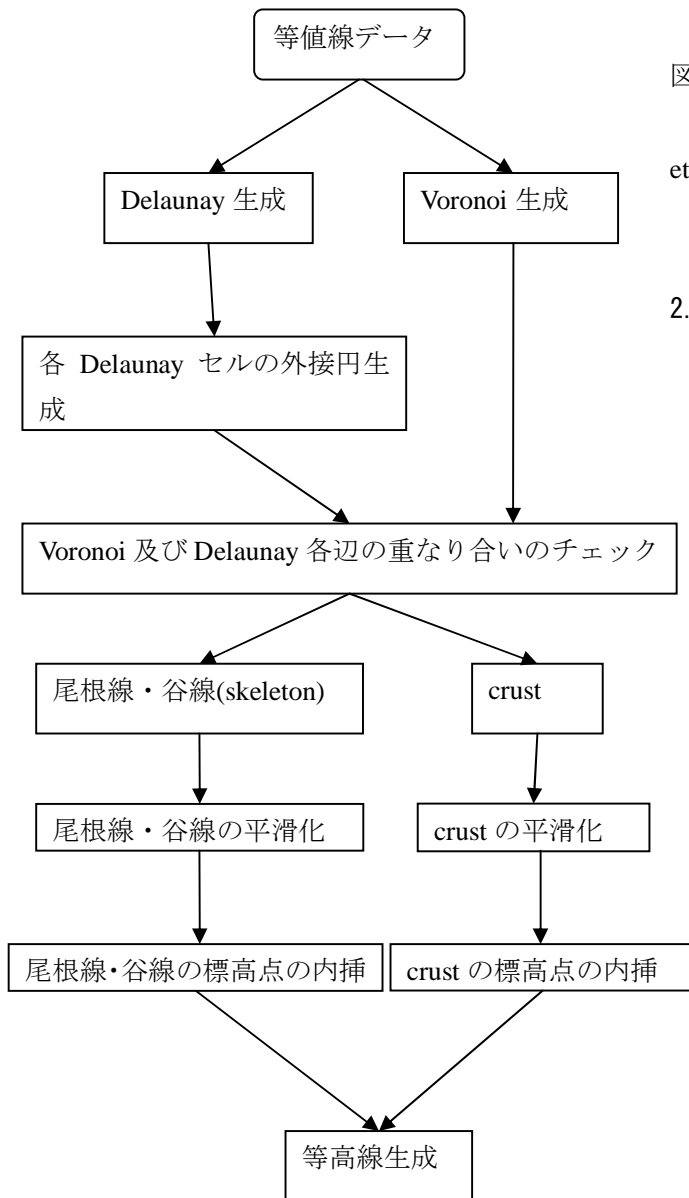 等値線データ
図
et
2.
Delaunay 生成
Voronoi 生成
各 Delaunay セルの外接円生
成
Voronoi 及び Delaunay 各辺の重なり合いのチェック
尾根線・谷線(skeleton)
crust
尾根線・谷線の平滑化
crust の平滑化
尾根線・谷線の標高点の内挿
crust の標高点の内挿
等高線生成